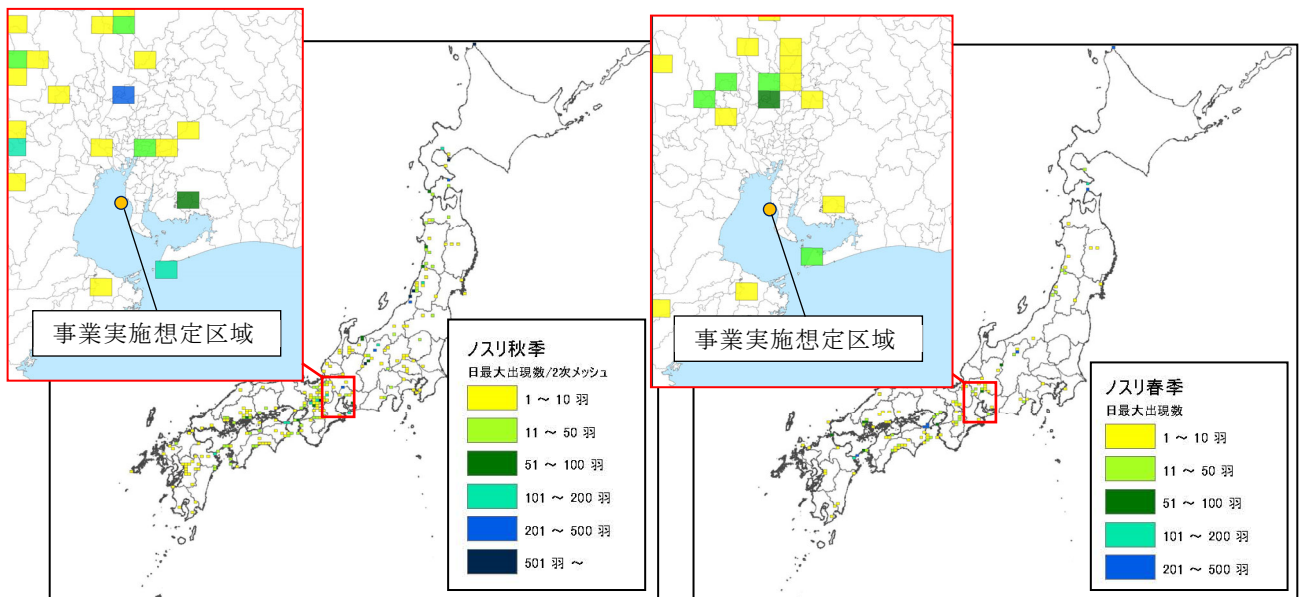 事業実施想定区域
ノスリ秋季
日最大出現数/2次メッシュ
1 ~ 10 羽
11 ~ 50 羽
51 ~ 100 羽
101 ~ 200 羽
201 ~ 500 羽
501 羽 ~
事業実施想定区域
ノスリ春季
日最大出現数
1 ~ 10 羽
11 ~ 50 羽
51 ~ 100 羽
101 ~ 200 羽
201 ~ 500 羽